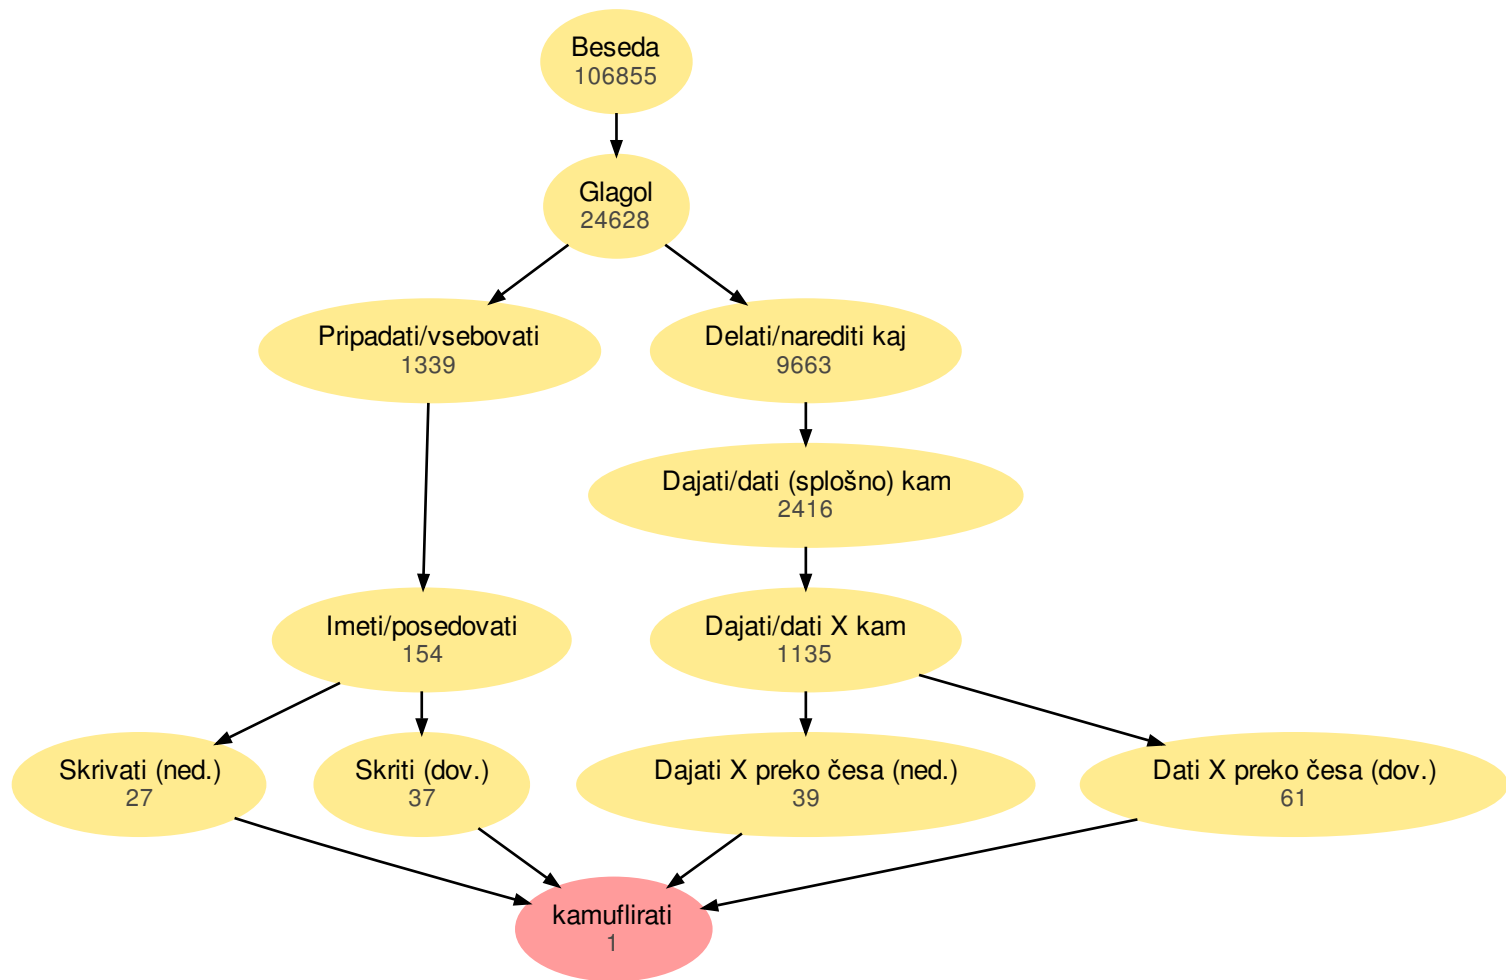 Beseda
106855
Glagol
24628
Pripadati/vsebovati
1339
Delati/narediti kaj
9663
Dajati/dati (splošno) kam
2416
Imeti/posedovati
154
Dajati/dati X kam
1135
Skrivati (ned.)
27
Skriti (dov.)
37
Dajati X preko česa (ned.)
39
Dati X preko česa (dov.)
61
kamuflirati
1